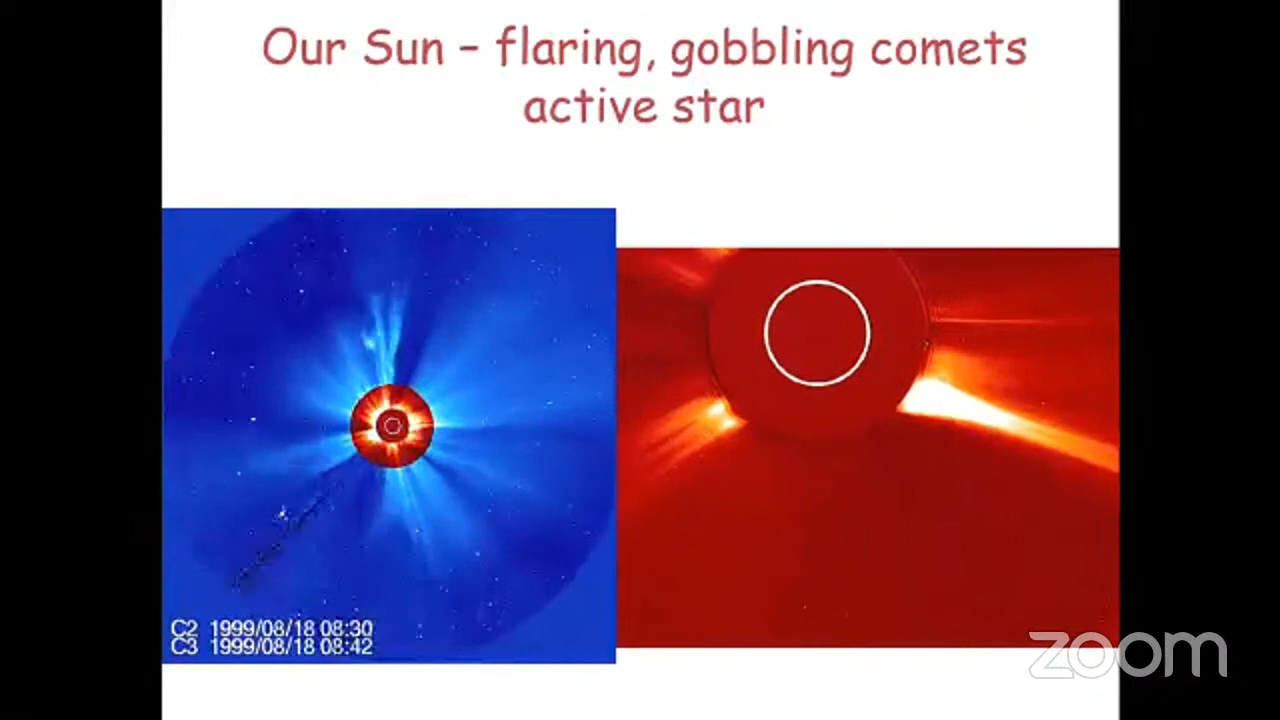 Our Sun – flaring, gobbling comets
active star
C2 1999/08/18 08:30
C3 1999/08/18 08:42
zoom